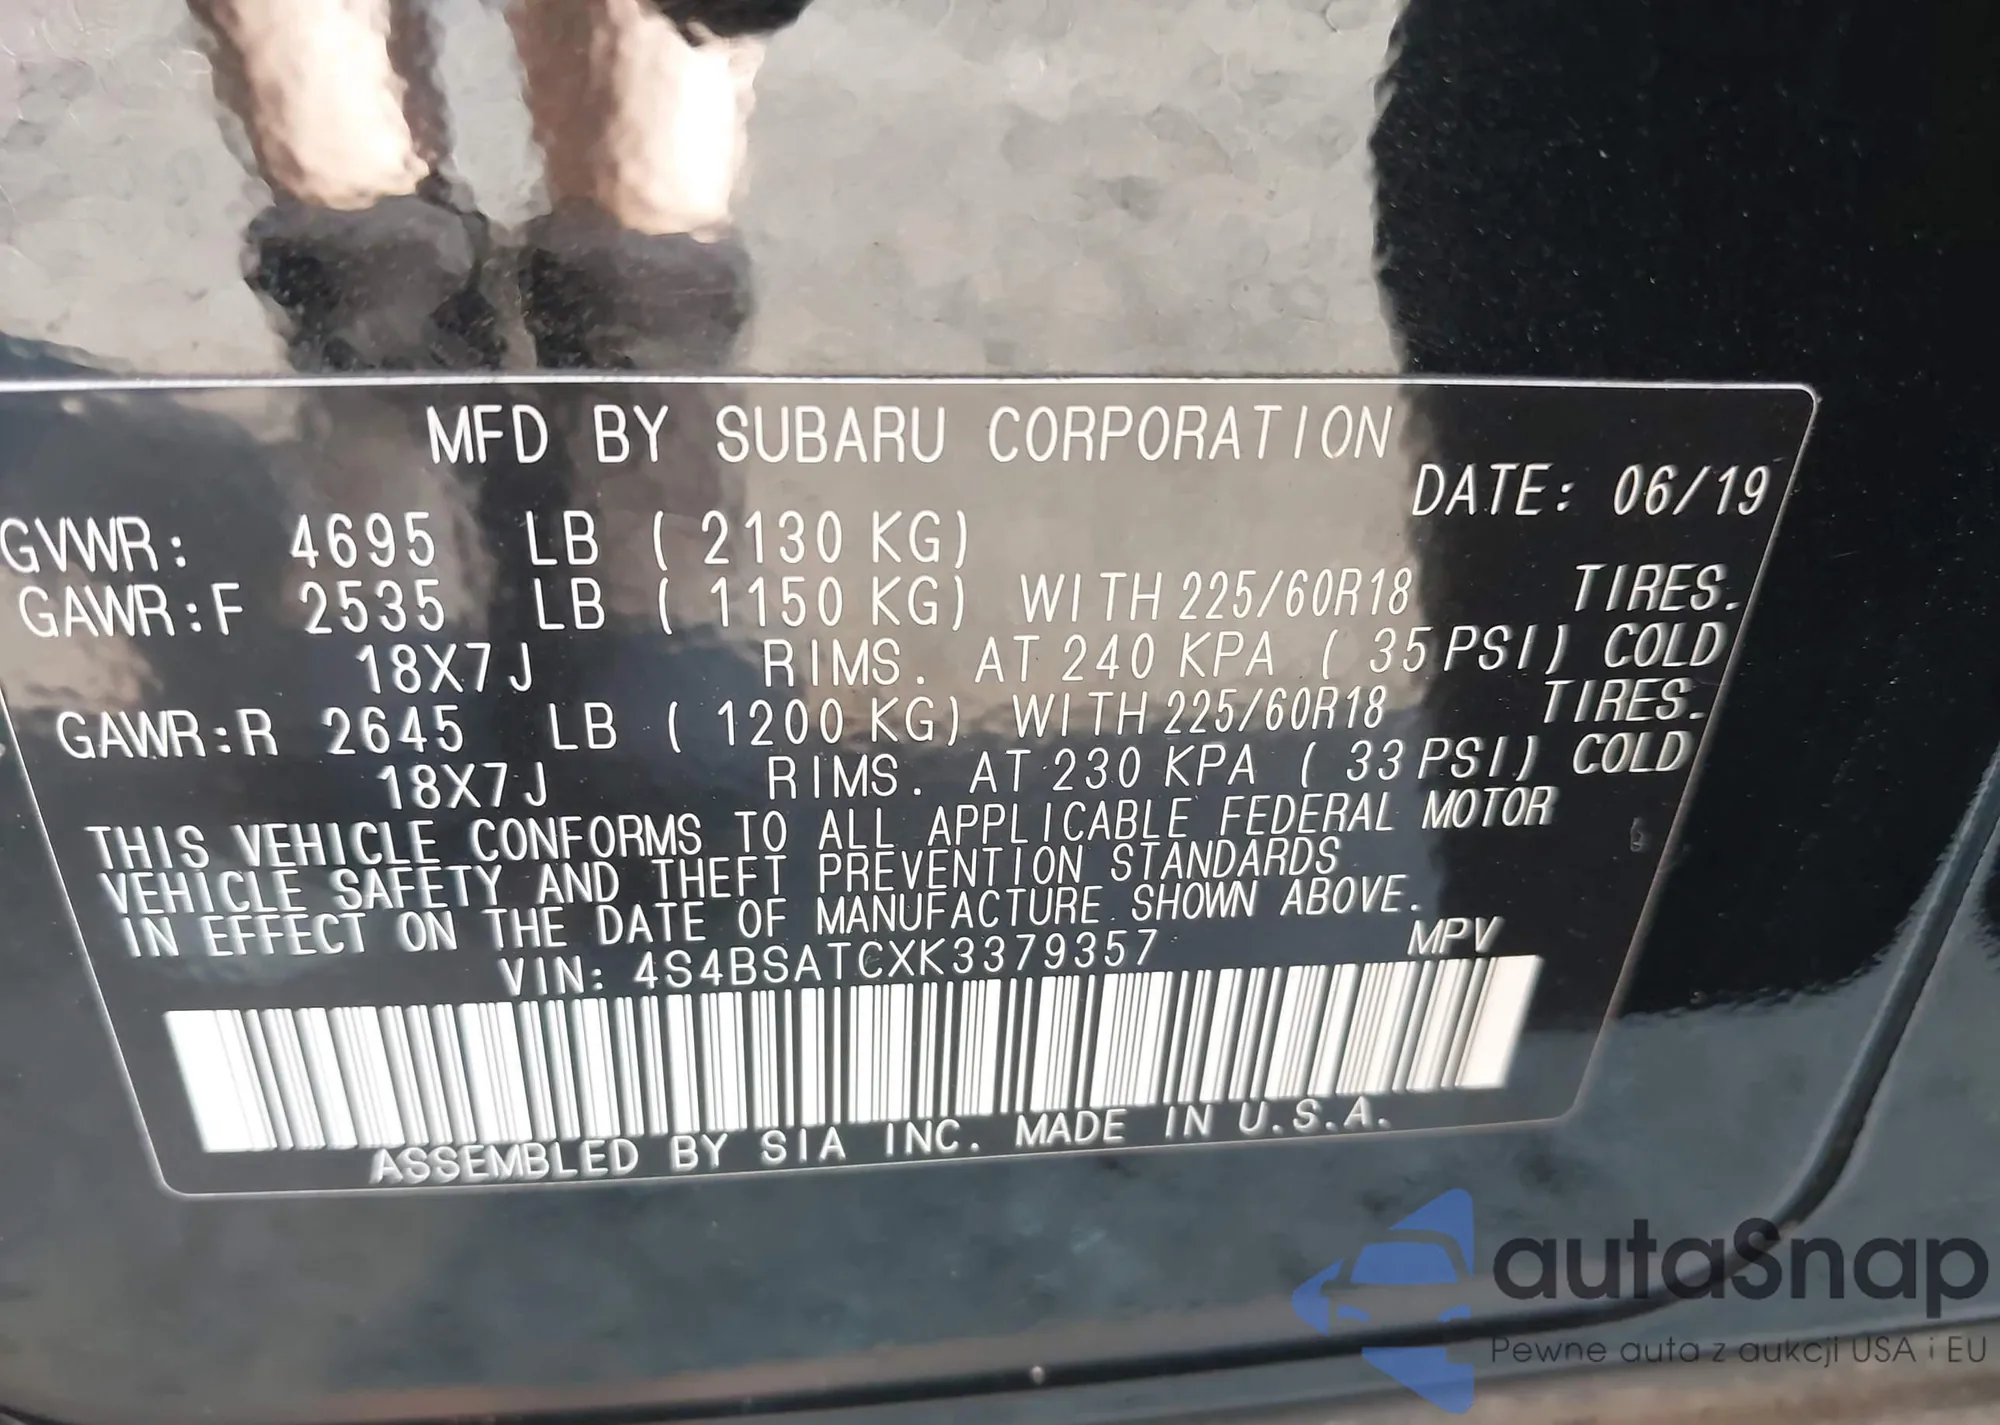 MFD BY SUBARU CORPORATION
DATE: 06/19
GVWR: 4695 LB ( 2130 KG)
GAWR:F 2535 LB ( 1150 KG) WITH 225/60R18 TIRES.
18X7J RIMS. AT 240 KPA ( 35 PSI) COLD
GAWR:R 2645 LB ( 1200 KG) WITH 225/60R18 TIRES.
18X7J RIMS. AT 230 KPA ( 33 PSI) COLD
THIS VEHICLE CONFORMS TO ALL APPLICABLE FEDERAL MOTOR
VEHICLE SAFETY AND THEFT PREVENTION STANDARDS
IN EFFECT ON THE DATE OF MANUFACTURE SHOWN ABOVE.
VIN: 4S4BSATCXK3379357 MPV
ASSEMBLED BY SIA INC. MADE IN U.S.A.
autaSnap
Pewne auta z aukcji USA i EU